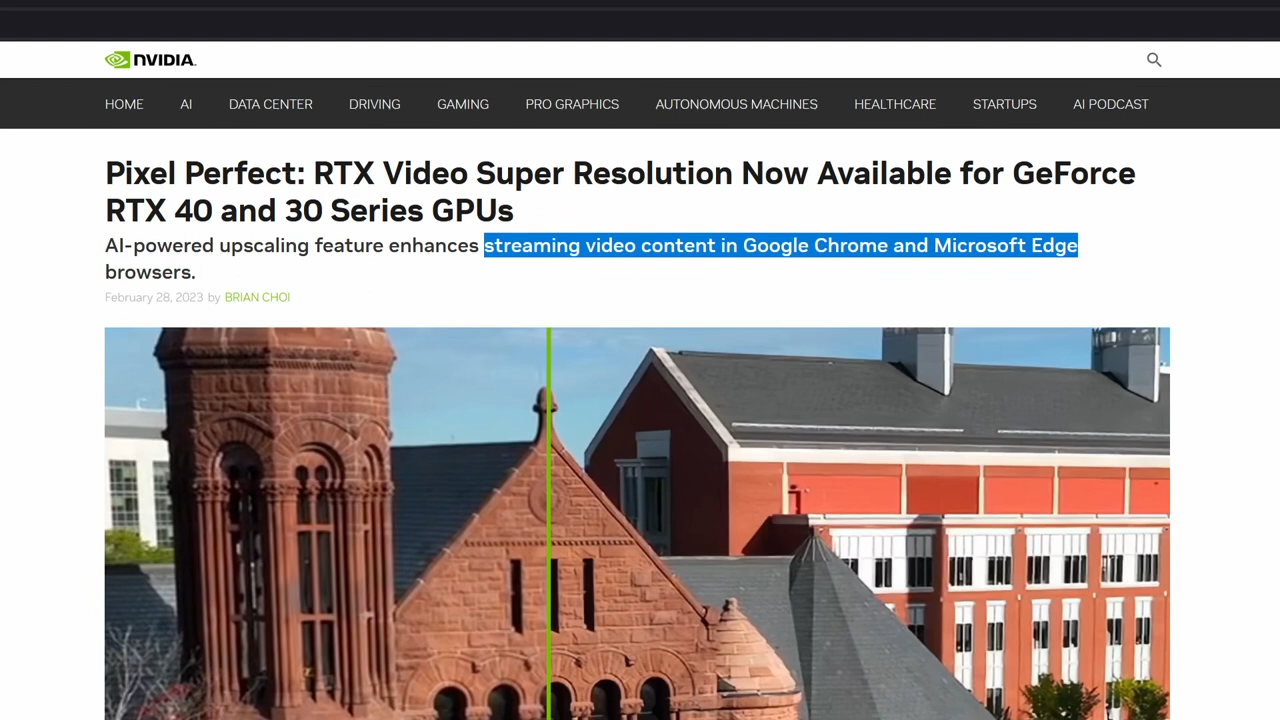 NVIDIA.
HOME AI DATA CENTER DRIVING GAMING PRO GRAPHICS AUTONOMOUS MACHINES HEALTHCARE STARTUPS AI PODCAST
Pixel Perfect: RTX Video Super Resolution Now Available for GeForce
RTX 40 and 30 Series GPUs
AI-powered upscaling feature enhances streaming video content in Google Chrome and Microsoft Edge
browsers.
February 28, 2023 by BRIAN CHOI